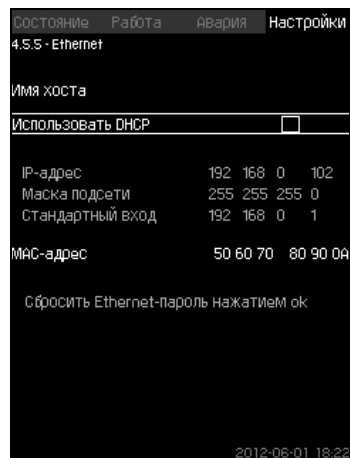 Состояние Работа Авария Настройки
4.5.5 - Ethernet
Имя хоста
Использовать DHCP
IP-адрес 192 168 0 102
Маска подсети 255 255 255 0
Стандартный вход 192 168 0 1
MAC-адрес 50 60 70 80 90 0A
Сбросить Ethernet-пароль нажатием ok
2012-06-01 18:22